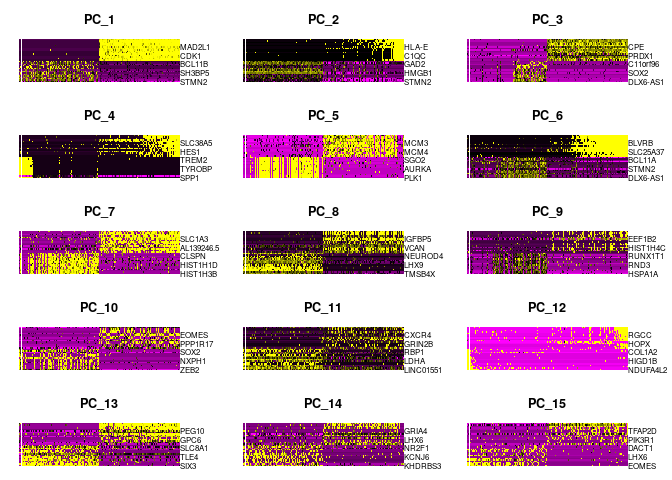 PC_1
MAD2L1
CDK1
BCL11B
SH3BP5
STMN2
PC_2
HLA-E
C1QC
GAD2
HMGB1
STMN2
PC_3
CPE
PRDX1
C11orf96
SOX2
DLX6-AS1
PC_4
SLC38A5
HES1
TREM2
TYROBP
SPP1
PC_5
MCM3
MCM4
SGO2
AURKA
PLK1
PC_6
BLVRB
SLC25A37
BCL11A
STMN2
DLX6-AS1
PC_7
SLC1A3
AL139246.5
CLSPN
HIST1H1D
HIST1H3B
PC_8
IGFBP5
VCAN
NEUROD4
LHX9
TMSB4X
PC_9
EEF1B2
HIST1H4C
RUNX1T1
RND3
HSPA1A
PC_10
EOMES
PPP1R17
SOX2
NXPH1
ZEB2
PC_11
CXCR4
GRIN2B
RBP1
LDHA
LINC01551
PC_12
RGCC
HOPX
COL1A2
HIGD1B
NDUFA4L2
PC_13
PEG10
GPC6
SLC8A1
TLE4
SIX3
PC_14
GRIA4
LHX6
NR2F1
KCNJ6
KHDRBS3
PC_15
TFAP2D
PIK3R1
DACT1
LHX6
EOMES